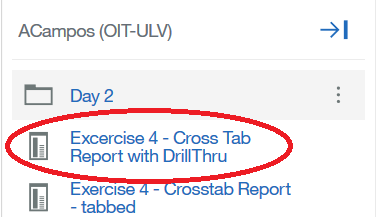 ACampos (OIT-ULV)
Day 2
Excercise 4 - Cross Tab
Report with DrillThru
Exercise 4 - Crosstab Report
- tabbed